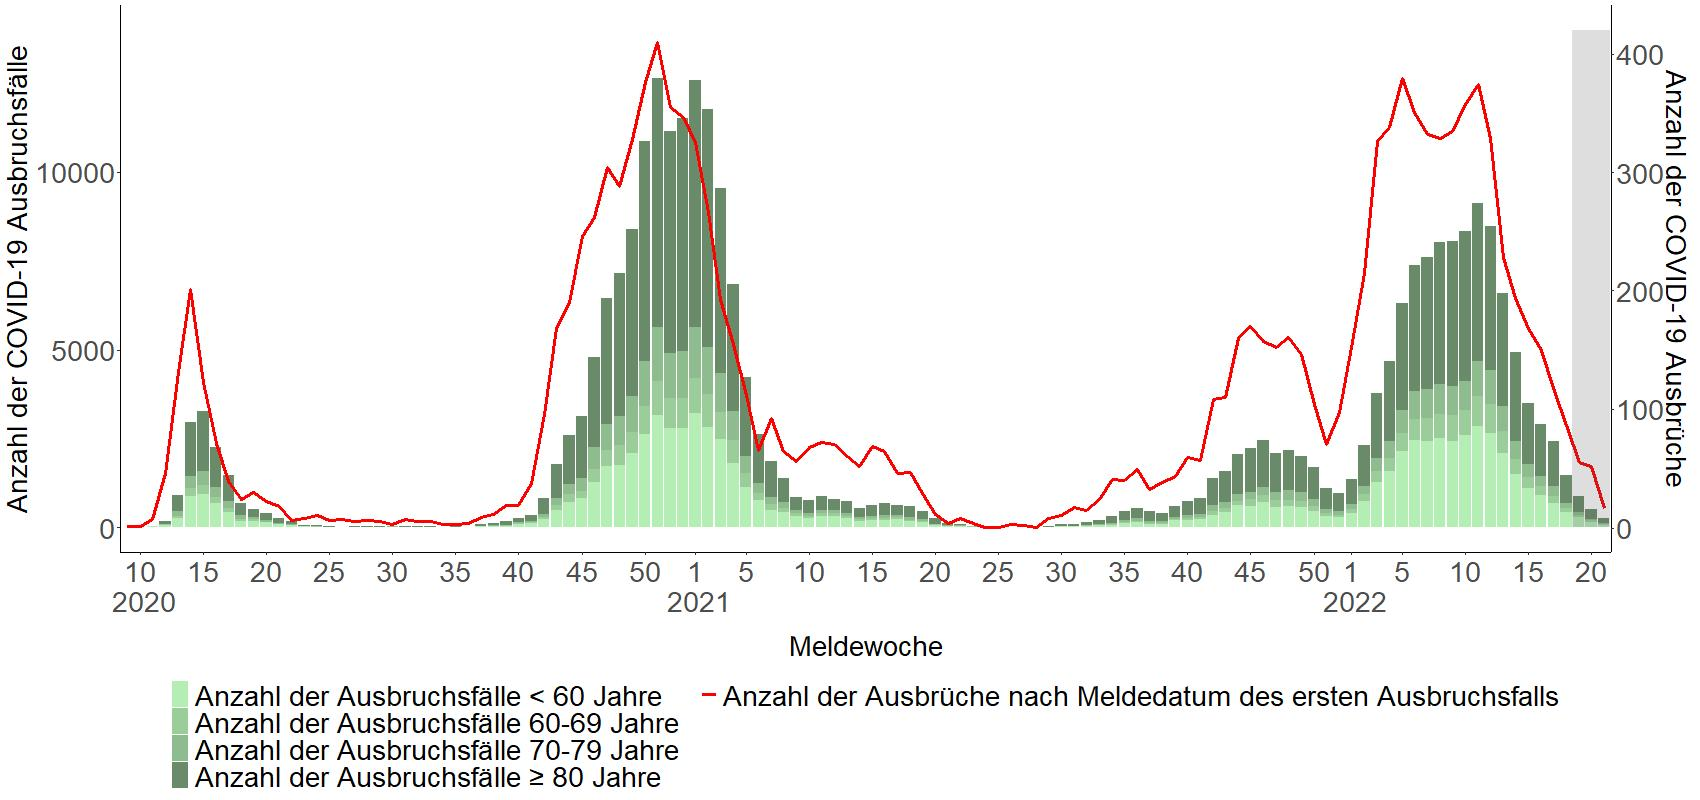 Anzahl der COVID-19 Ausbruchsfälle
10000
5000
0
400
300
200
100
0
Anzahl der COVID-19 Ausbrüche
10 15 20 25 30 35 40 45 50 1 5 10 15 20 25 30 35 40 45 50 1 5 10 15 20
2020 2021 2022
Meldewoche
Anzahl der Ausbruchsfälle < 60 Jahre
Anzahl der Ausbruchsfälle 60-69 Jahre
Anzahl der Ausbruchsfälle 70-79 Jahre
Anzahl der Ausbruchsfälle ≥ 80 Jahre
Anzahl der Ausbrüche nach Meldedatum des ersten Ausbruchsfalls